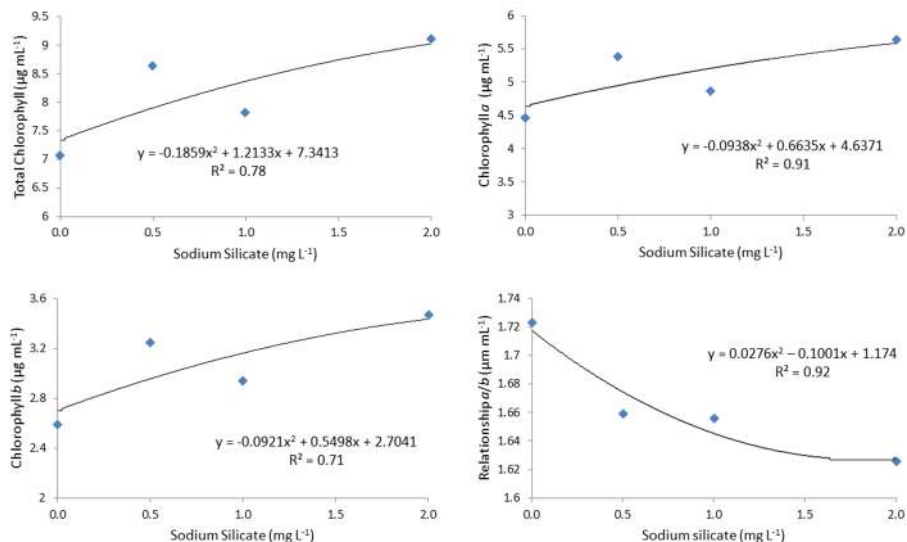 9.5
9
8.5
8
7.5
7
6.5
6
Total Chlorophyll (µg mL⁻¹)
y = -0.1859x² + 1.2133x + 7.3413
R² = 0.78
0.0 0.5 1.0 1.5 2.0
Sodium Silicate (mg L⁻¹)
6
5.5
5
4.5
4
3.5
3
Chlorophyll a (µg mL⁻¹)
y = -0.0938x² + 0.6635x + 4.6371
R² = 0.91
0.0 0.5 1.0 1.5 2.0
Sodium Silicate (mg L⁻¹)
3.6
3.2
2.8
2.4
2
Chlorophyll b (µg mL⁻¹)
y = -0.0921x² + 0.5498x + 2.7041
R² = 0.71
0.0 0.5 1.0 1.5 2.0
Sodium Silicate (mg L⁻¹)
1.74
1.72
1.7
1.68
1.66
1.64
1.62
1.6
Relationship a/b (µm mL⁻¹)
y = 0.0276x² – 0.1001x + 1.174
R² = 0.92
0.0 0.5 1.0 1.5 2.0
Sodium silicate (mg L⁻¹)